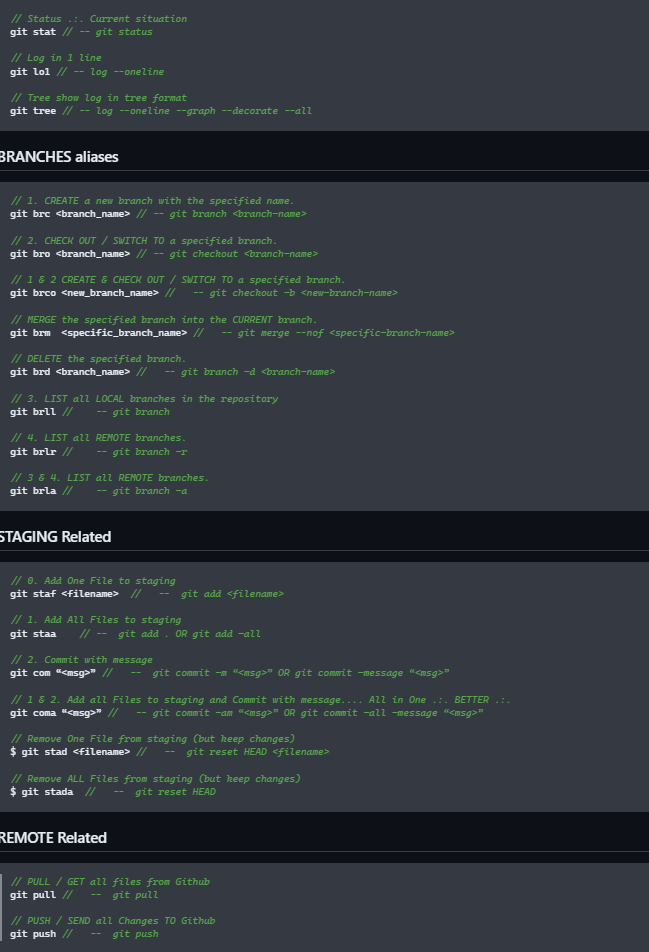 // Status .:. Current situation
git stat // -- git status
// Log in 1 line
git lo1 // -- log --oneline
// Tree show log in tree format
git tree // -- log --oneline --graph --decorate --all
BRANCHES aliases
// 1. CREATE a new branch with the specified name.
git brc <branch_name> // -- git branch <branch-name>
// 2. CHECK OUT / SWITCH TO a specified branch.
git bro <branch_name> // -- git checkout <branch-name>
// 1 & 2 CREATE & CHECK OUT / SWITCH TO a specified branch.
git brco <new_branch_name> //   -- git checkout -b <new-branch-name>
// MERGE the specified branch into the CURRENT branch.
git brm  <specific_branch_name> //   -- git merge --nof <specific-branch-name>
// DELETE the specified branch.
git brd <branch_name> //   -- git branch -d <branch-name>
// 3. LIST all LOCAL branches in the repository
git brll //    -- git branch
// 4. LIST all REMOTE branches.
git brlr //    -- git branch -r
// 3 & 4. LIST all REMOTE branches.
git brla //    -- git branch -a
STAGING Related
// 0. Add One File to staging
git staf <filename>  //   --  git add <filename>
// 1. Add All Files to staging
git staa    // --  git add . OR git add -all
// 2. Commit with message
git com “<msg>” //   --  git commit -m “<msg>” OR git commit -message “<msg>”
// 1 & 2. Add all Files to staging and Commit with message.... All in One .:. BETTER .:.
git coma “<msg>” //   -- git commit -am “<msg>” OR git commit -all -message “<msg>”
// Remove One File from staging (but keep changes)
$ git stad <filename> //   --  git reset HEAD <filename>
// Remove ALL Files from staging (but keep changes)
$ git stada  //   --  git reset HEAD
REMOTE Related
// PULL / GET all files from Github
git pull //   --  git pull
// PUSH / SEND all Changes TO Github
git push //   --  git push